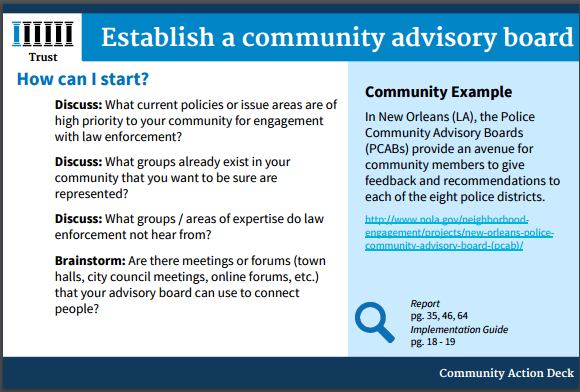 Trust
Establish a community advisory board
How can I start?
Discuss: What current policies or issue areas are of
high priority to your community for engagement
with law enforcement?
Discuss: What groups already exist in your
community that you want to be sure are
represented?
Discuss: What groups / areas of expertise do law
enforcement not hear from?
Brainstorm: Are there meetings or forums (town
halls, city council meetings, online forums, etc.)
that your advisory board can use to connect
people?
Community Example
In New Orleans (LA), the Police
Community Advisory Boards
(PCABs) provide an avenue for
community members to give
feedback and recommendations to
each of the eight police districts.
http://www.nola.gov/neighborhood-
engagement/projects/new-orleans-police-
community-advisory-board-(pcab)/
Report
pg. 35, 46, 64
Implementation Guide
pg. 18 - 19
Community Action Deck